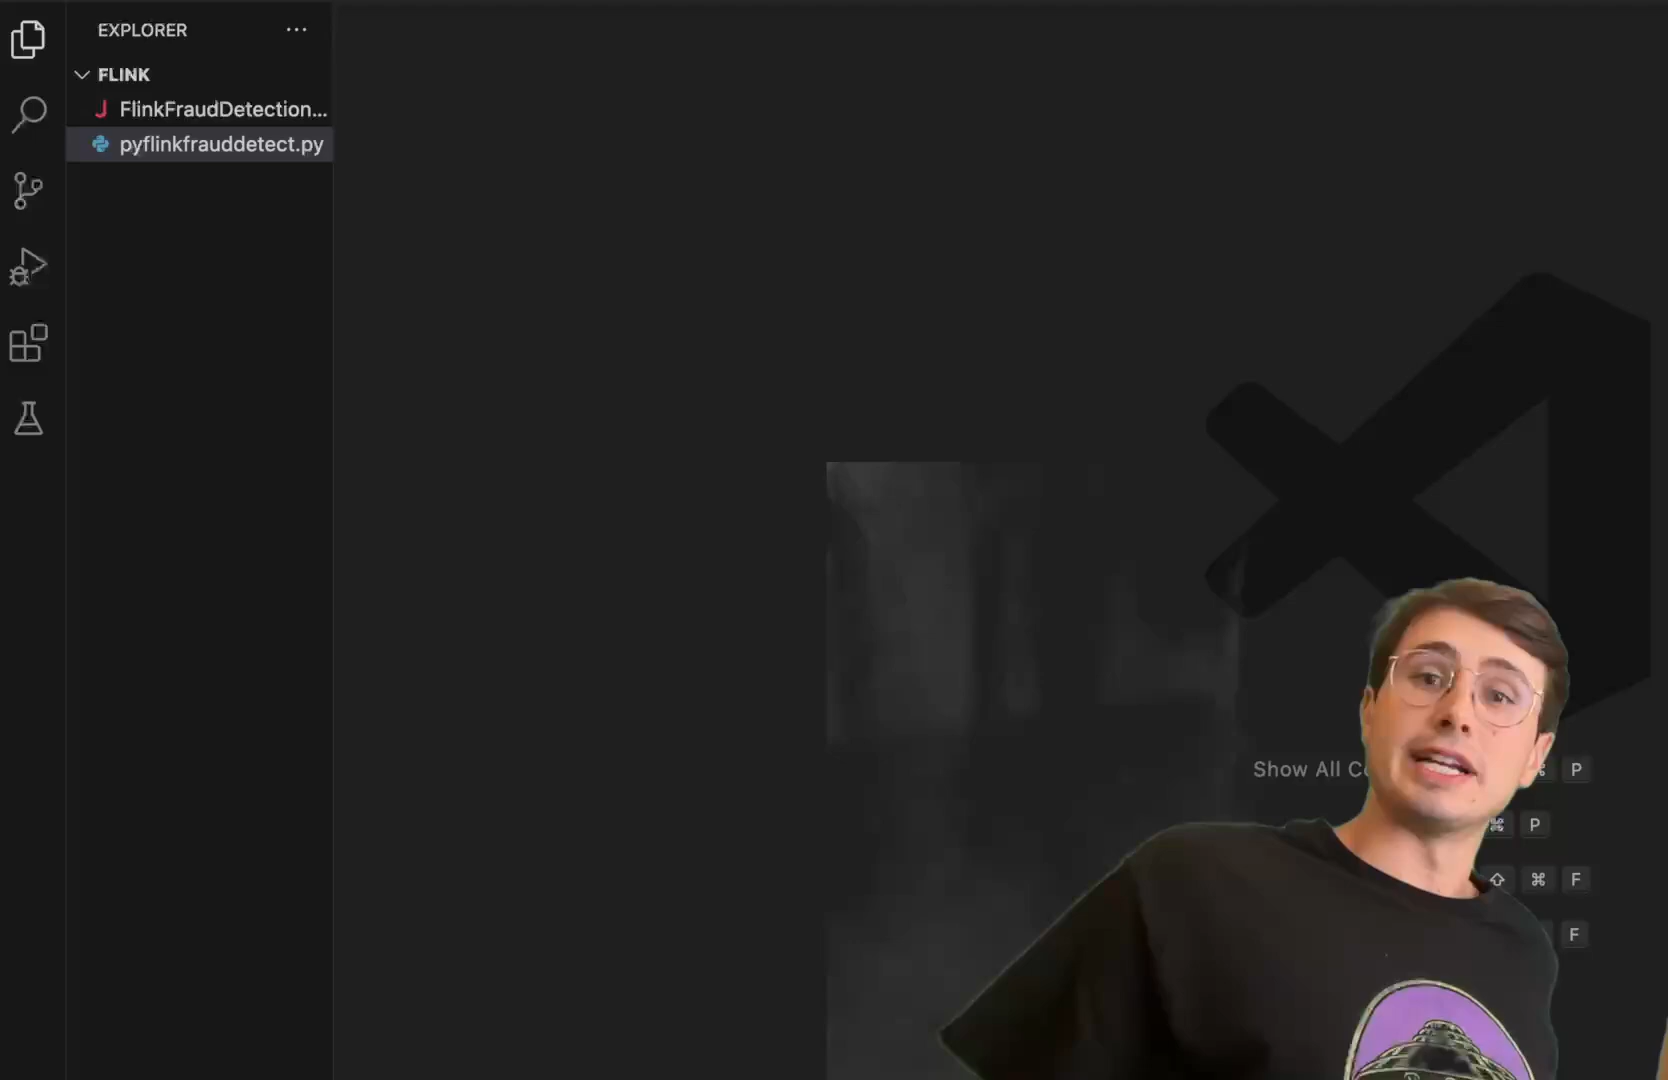 EXPLORER
FLINK
J FlinkFraudDetection...
pyflinkfrauddetect.py
Show All
P
⌘ P
⇧ ⌘ F
F